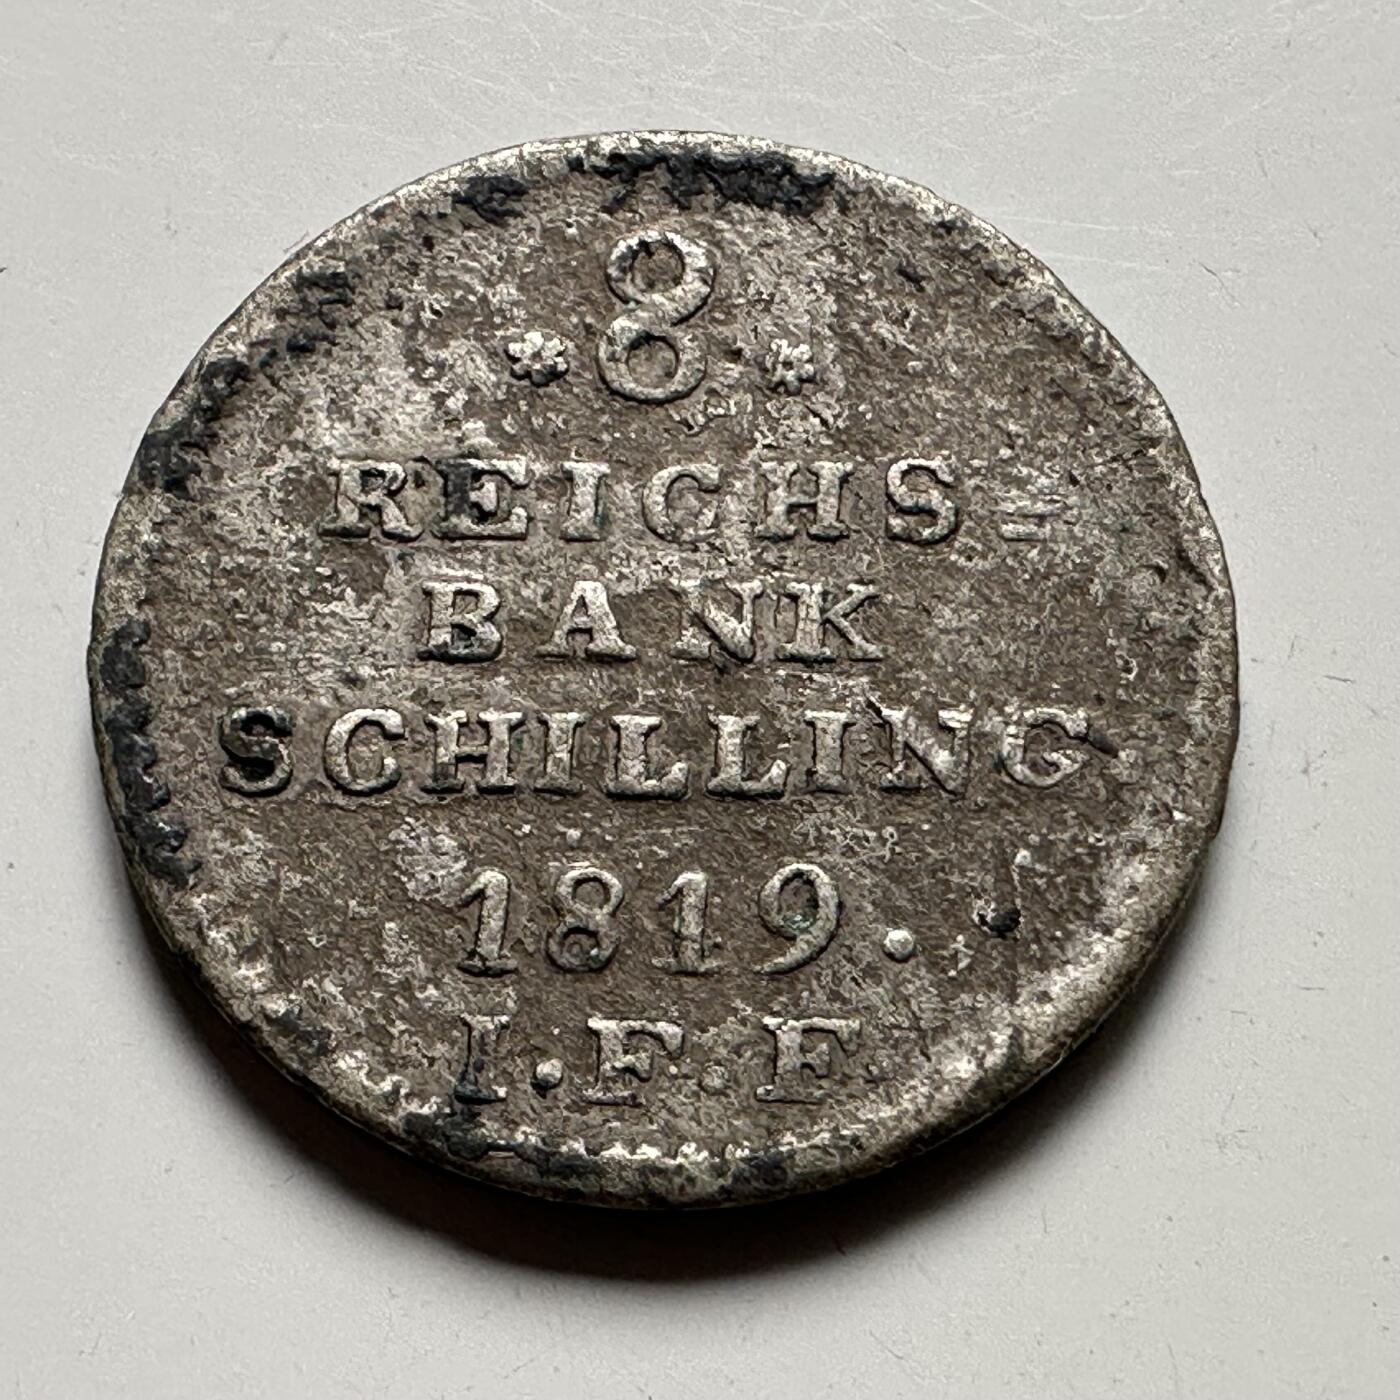 * 8 *
REICHS=
BANK
SCHILLING.
1819.
I.F.F